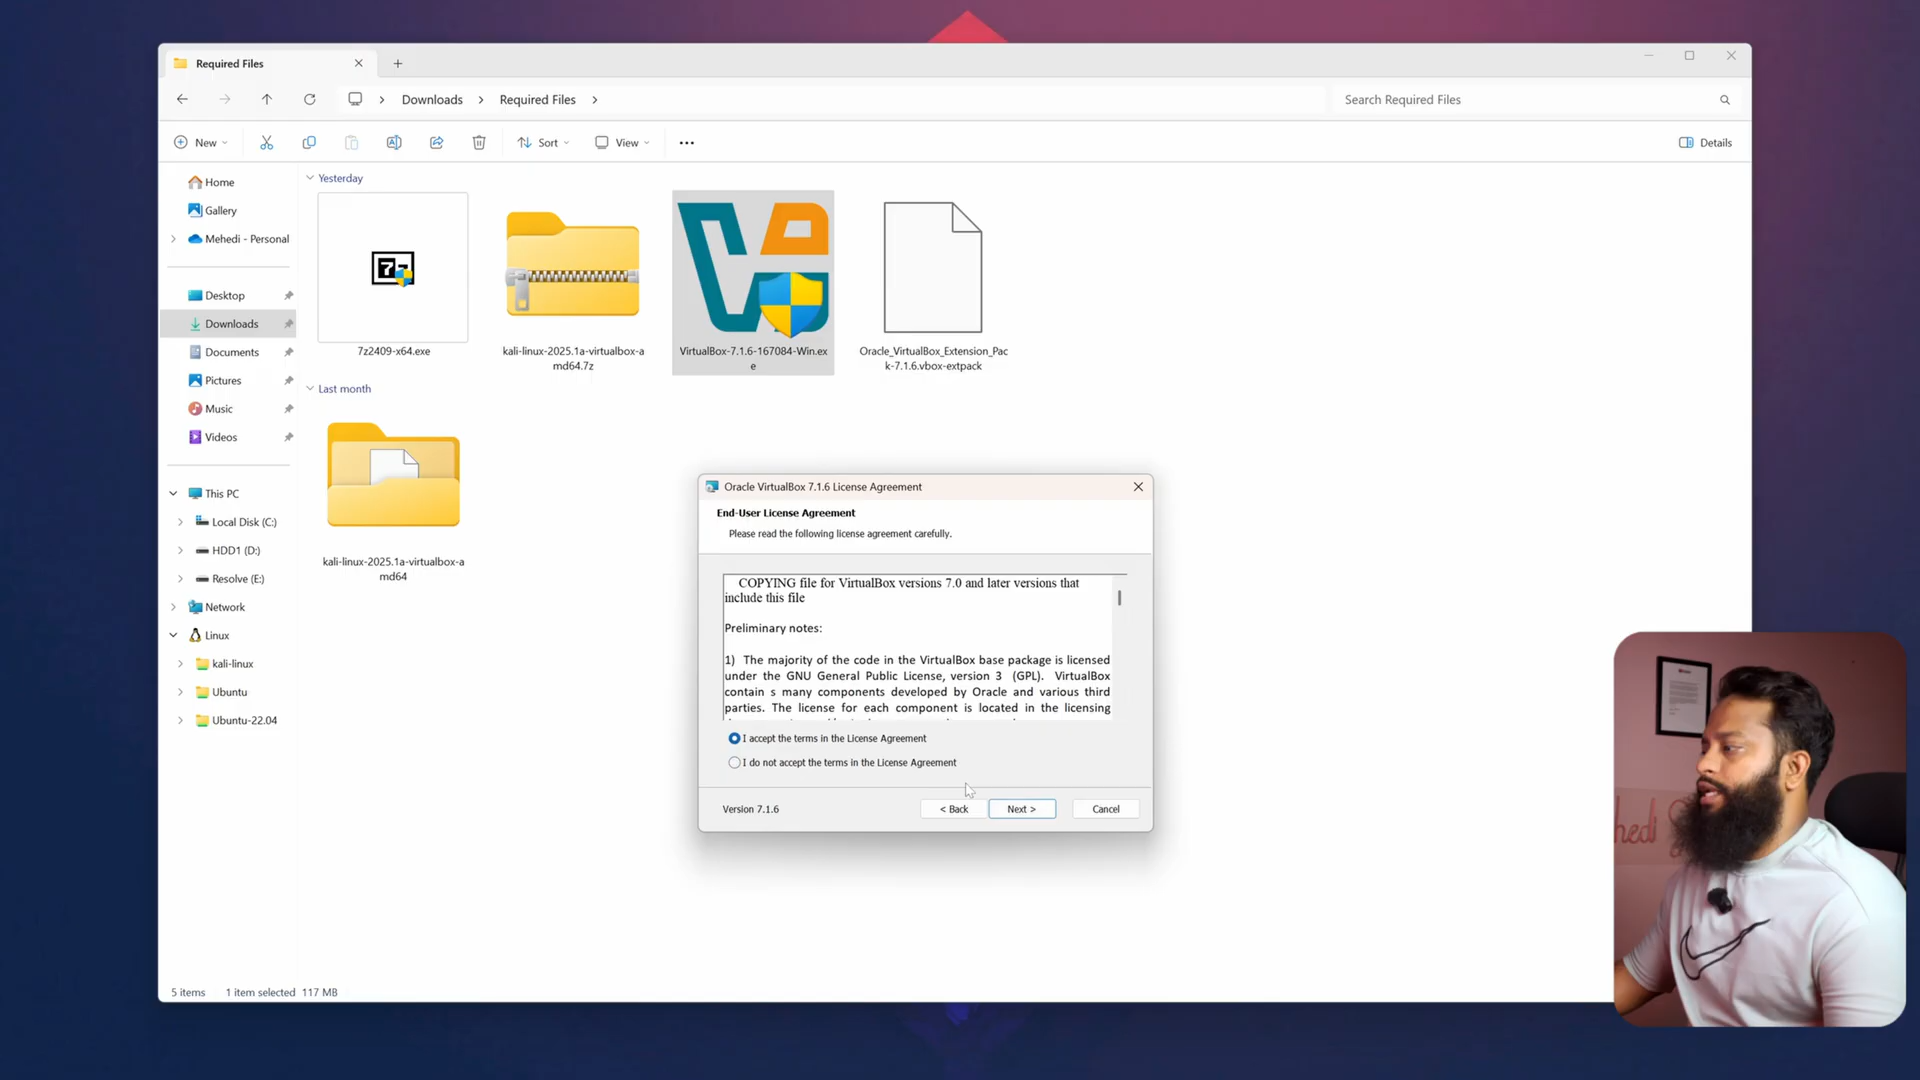 Required Files
Downloads
Required Files
Search Required Files
New
Sort
View
Details
Home
Gallery
Mehedi - Personal
Desktop
Downloads
Documents
Pictures
Music
Videos
This PC
Local Disk (C:)
HDD1 (D:)
Resolve (E:)
Network
Linux
kali-linux
Ubuntu
Ubuntu-22.04
Yesterday
7z2409-x64.exe
kali-linux-2025.1a-virtualbox-a
md64.7z
VirtualBox-7.1.6-167084-Win.ex
e
Oracle_VirtualBox_Extension_Pac
k-7.1.6.vbox-extpack
Last month
kali-linux-2025.1a-virtualbox-a
md64
Oracle VirtualBox 7.1.6 License Agreement
End-User License Agreement
Please read the following license agreement carefully.
COPYING file for VirtualBox versions 7.0 and later versions that
include this file
Preliminary notes:
1) The majority of the code in the VirtualBox base package is licensed
under the GNU General Public License, version 3 (GPL). VirtualBox
contain s many components developed by Oracle and various third
parties. The license for each component is located in the licensing
I accept the terms in the License Agreement
I do not accept the terms in the License Agreement
Version 7.1.6
< Back
Next >
Cancel
5 items
1 item selected 117 MB
hedi